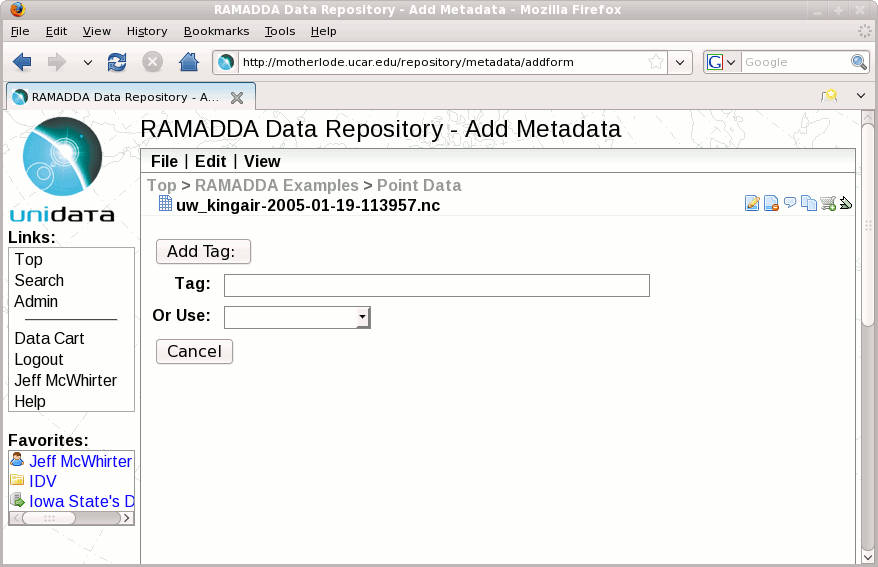 RAMADDA Data Repository - Add Metadata - Mozilla Firefox
File Edit View History Bookmarks Tools Help
http://motherlode.ucar.edu/repository/metadata/addform
G
Google
RAMADDA Data Repository - A...
unidata
RAMADDA Data Repository - Add Metadata
File | Edit | View
Top > RAMADDA Examples > Point Data
uw_kingair-2005-01-19-113957.nc
Links:
Top
Search
Admin
Data Cart
Logout
Jeff McWhirter
Help
Favorites:
Jeff McWhirter
IDV
Iowa State's D
Add Tag:
Tag:
Or Use:
Cancel